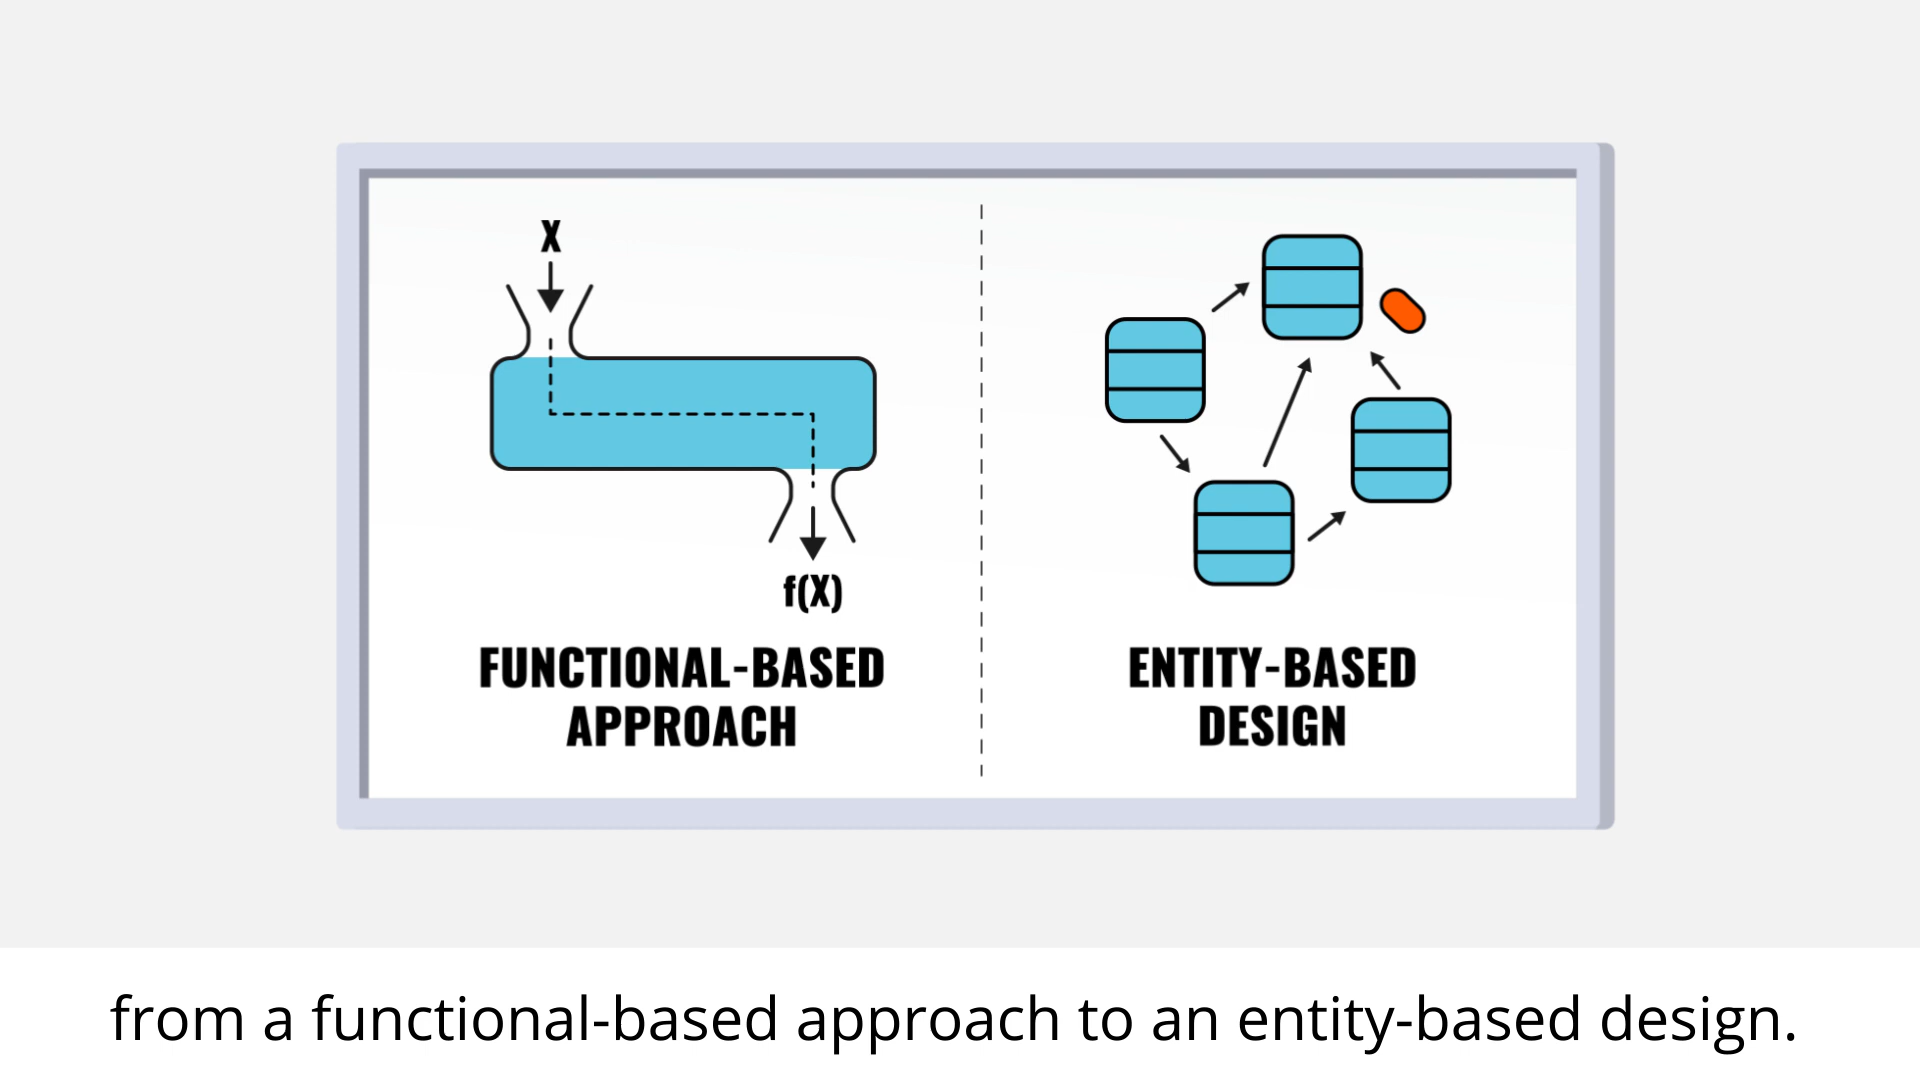 X
f(X)
FUNCTIONAL-BASED
APPROACH
ENTITY-BASED
DESIGN
from a functional-based approach to an entity-based design.